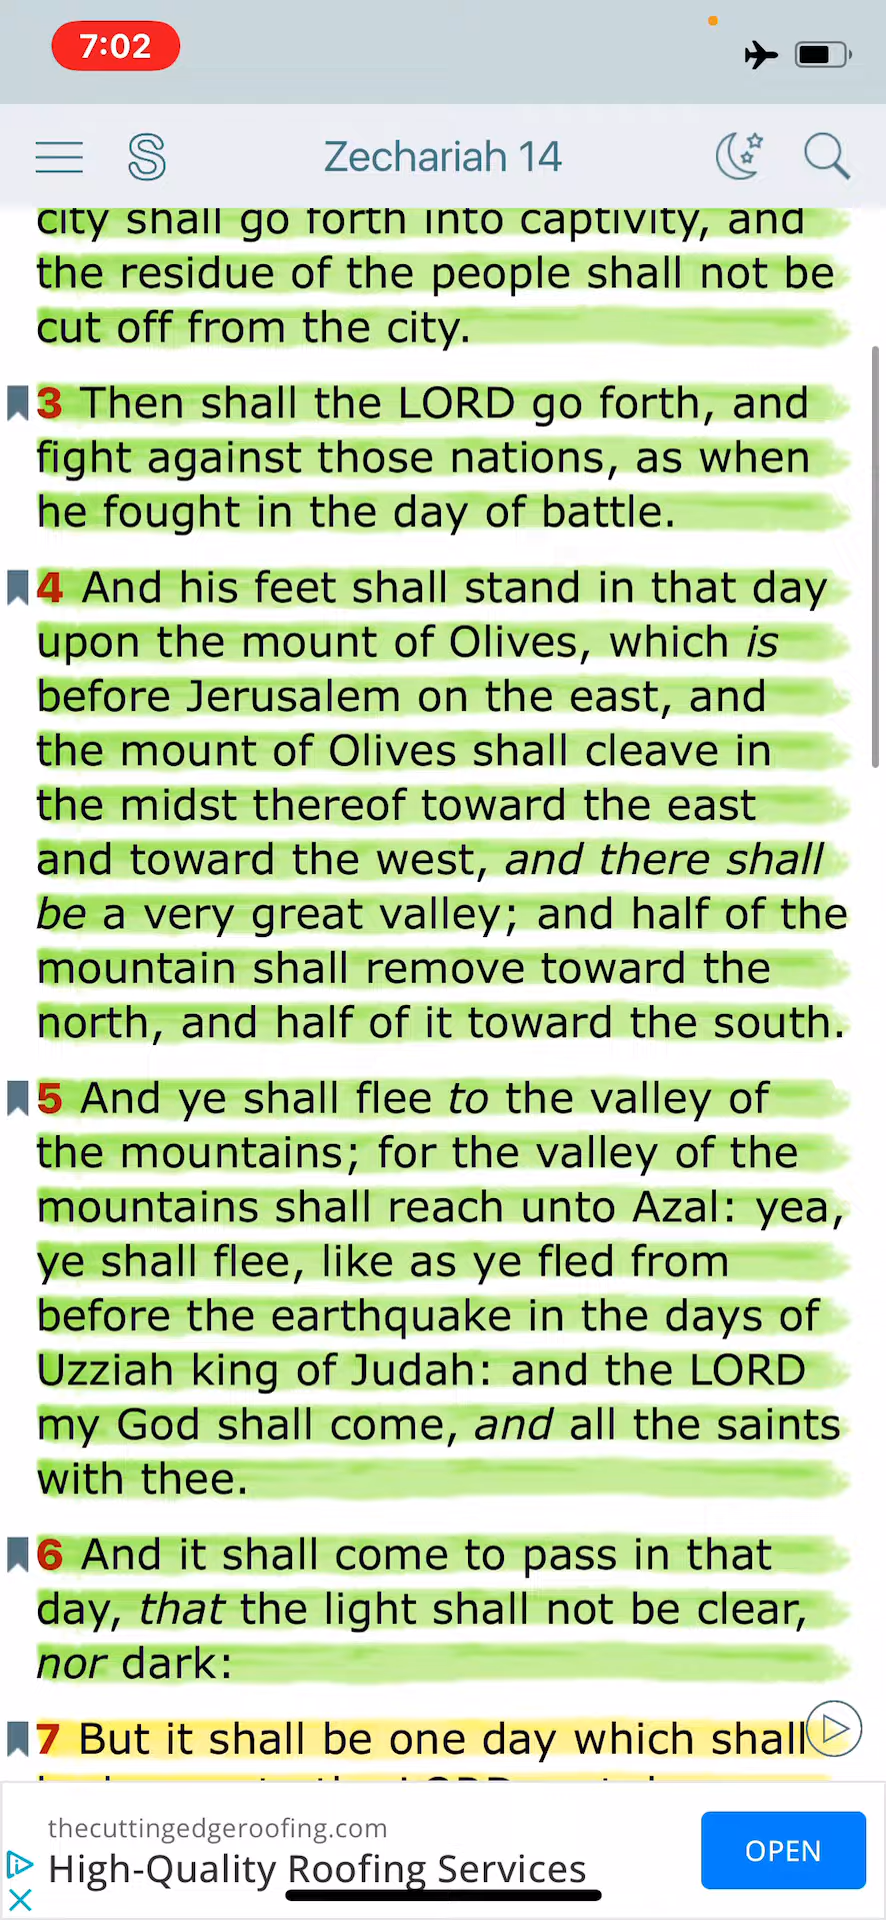 7:02
S
Zechariah 14
city shall go forth into captivity, and
the residue of the people shall not be
cut off from the city.
3 Then shall the LORD go forth, and
fight against those nations, as when
he fought in the day of battle.
4 And his feet shall stand in that day
upon the mount of Olives, which is
before Jerusalem on the east, and
the mount of Olives shall cleave in
the midst thereof toward the east
and toward the west, and there shall
be a very great valley; and half of the
mountain shall remove toward the
north, and half of it toward the south.
5 And ye shall flee to the valley of
the mountains; for the valley of the
mountains shall reach unto Azal: yea,
ye shall flee, like as ye fled from
before the earthquake in the days of
Uzziah king of Judah: and the LORD
my God shall come, and all the saints
with thee.
6 And it shall come to pass in that
day, that the light shall not be clear,
nor dark:
7 But it shall be one day which shall
thecuttingedgeroofing.com
High-Quality Roofing Services
OPEN